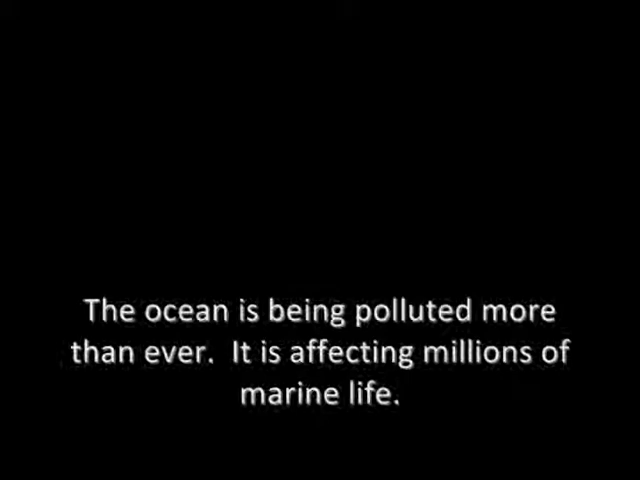 The ocean is being polluted more
than ever.  It is affecting millions of
marine life.